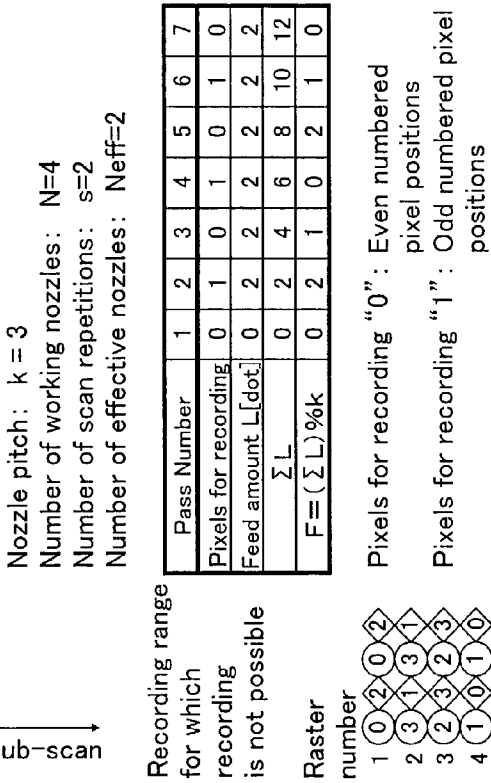 ub-scan
Nozzle pitch: k = 3
Number of working nozzles: N=4
Number of scan repetitions: s=2
Number of effective nozzles: Neff=2
Recording range
for which
recording
is not possible
Pass Number 1 2 3 4 5 6 7
Pixels for recording 0 1 0 1 0 1 0
Feed amount L[dot] 0 2 2 2 2 2 2
ΣL 0 2 4 6 8 10 12
F=(ΣL)%k 0 2 1 0 2 1 0
Raster
number
1 0 2 0 2
2 3 1 3 1
3 2 3 2 3
4 1 0 1 0
Pixels for recording “0”: Even numbered
pixel positions
Pixels for recording “1”: Odd numbered pixel
positions